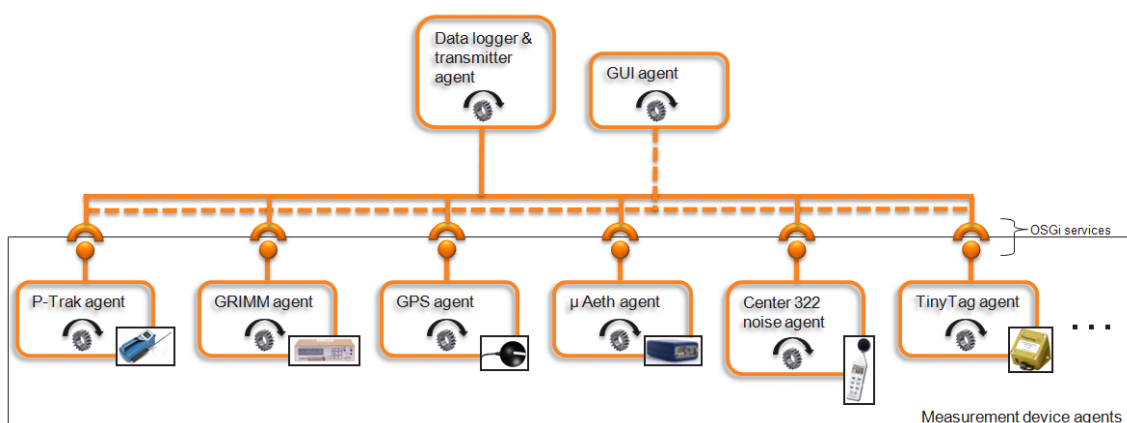 Data logger &
transmitter
agent
GUI agent
OSGi services
P-Trak agent
GRIMM agent
GPS agent
µ Aeth agent
Center 322
noise agent
TinyTag agent
...
Measurement device agents